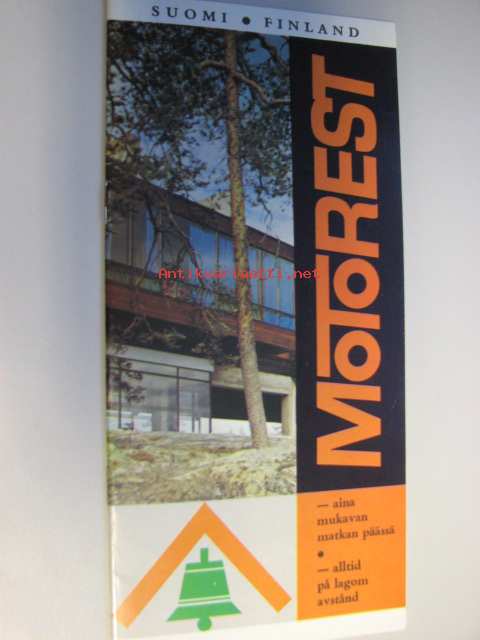 SUOMI • FINLAND
MOTOREST
Antikvariaatti.net
— aina
mukavan
matkan päässä
•
— alltid
på lagom
avstånd